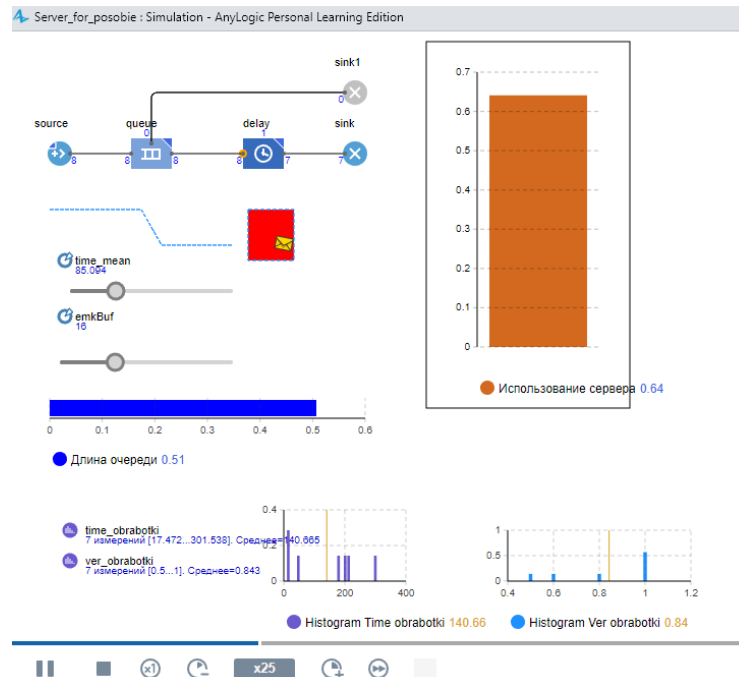 Server_for_posobie : Simulation - AnyLogic Personal Learning Edition
sink1
0
source
queue
0
delay
1
sink
8
8
8
8
7
7
time_mean
85.094
emkBuf
16
0
0.1
0.2
0.3
0.4
0.5
0.6
Длина очереди 0.51
0.7
0.6
0.5
0.4
0.3
0.2
0.1
0
Использование сервера 0.64
time_obrabotki
7 измерений [17.472...301.538]. Среднее=140.665
ver_obrabotki
7 измерений [0.5...1]. Среднее=0.843
0.4
0.2
0
0
200
400
Histogram Time obrabotki 140.66
1
0.5
0
0.4
0.6
0.8
1
1.2
Histogram Ver obrabotki 0.84
x1
x25